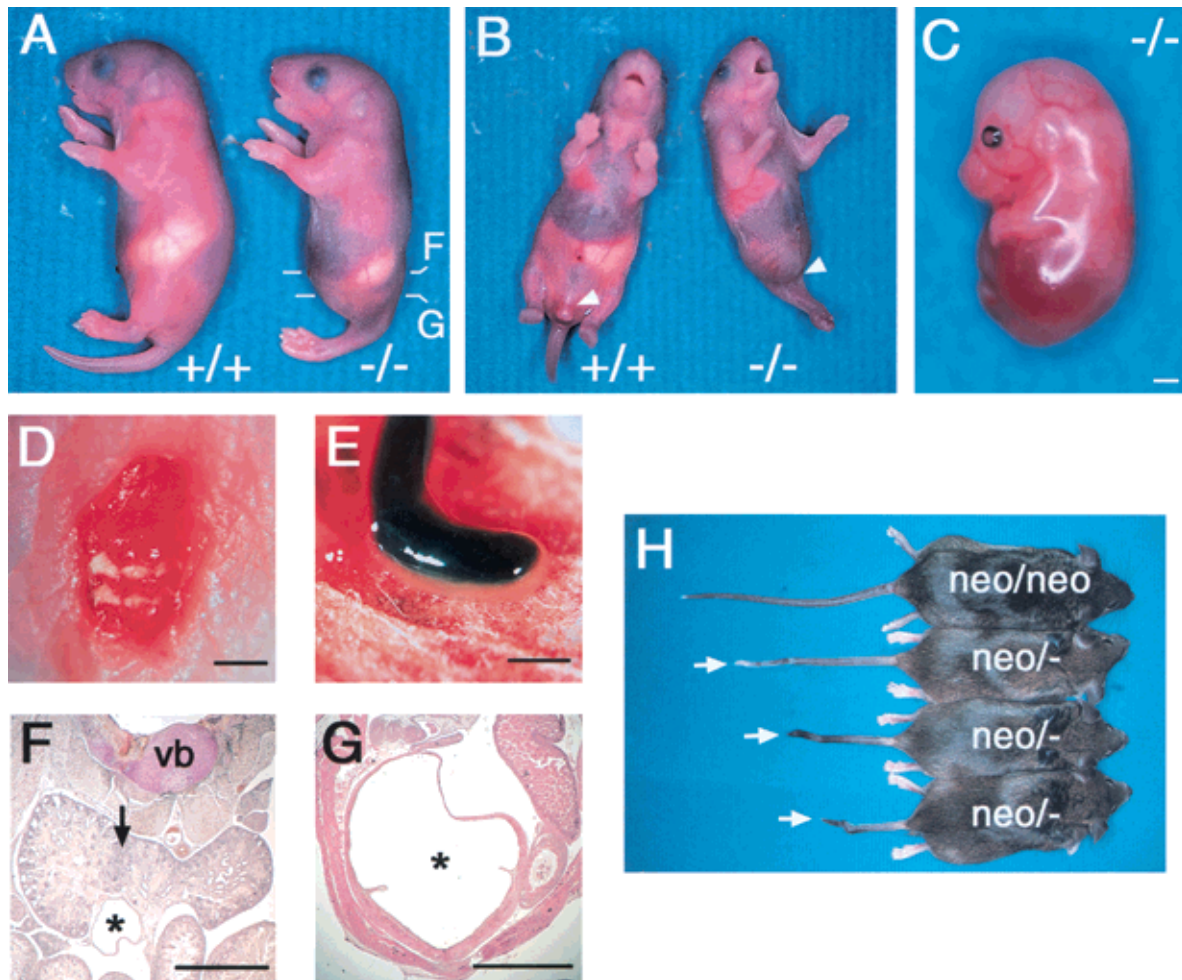 A
+/+
-/-
F
G
B
+/+
-/-
C
-/-
D
E
F
vb
*
G
*
H
neo/neo
neo/-
neo/-
neo/-